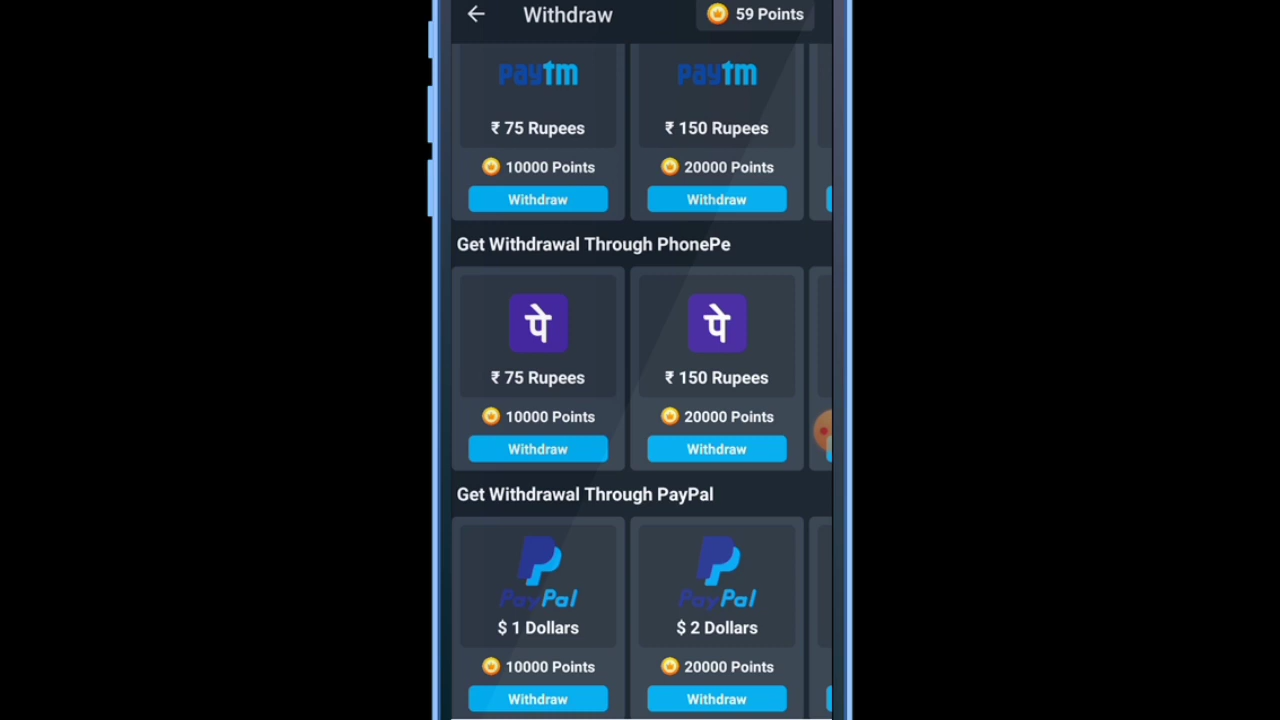 Withdraw
59 Points
paytm
paytm
₹ 75 Rupees
₹ 150 Rupees
10000 Points
20000 Points
Withdraw
Withdraw
Get Withdrawal Through PhonePe
पे
पे
₹ 75 Rupees
₹ 150 Rupees
10000 Points
20000 Points
Withdraw
Withdraw
Get Withdrawal Through PayPal
PayPal
PayPal
$ 1 Dollars
$ 2 Dollars
10000 Points
20000 Points
Withdraw
Withdraw